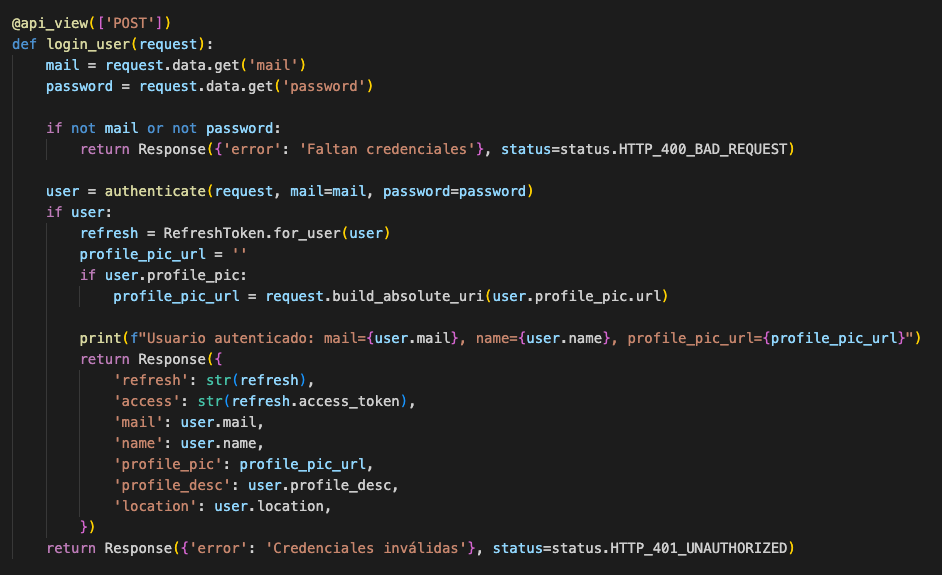 @api_view(['POST'])
def login_user(request):
    mail = request.data.get('mail')
    password = request.data.get('password')

    if not mail or not password:
        return Response({'error': 'Faltan credenciales'}, status=status.HTTP_400_BAD_REQUEST)

    user = authenticate(request, mail=mail, password=password)
    if user:
        refresh = RefreshToken.for_user(user)
        profile_pic_url = ''
        if user.profile_pic:
            profile_pic_url = request.build_absolute_uri(user.profile_pic.url)

        print(f"Usuario autenticado: mail={user.mail}, name={user.name}, profile_pic_url={profile_pic_url}")
        return Response({
            'refresh': str(refresh),
            'access': str(refresh.access_token),
            'mail': user.mail,
            'name': user.name,
            'profile_pic': profile_pic_url,
            'profile_desc': user.profile_desc,
            'location': user.location,
        })
    return Response({'error': 'Credenciales inválidas'}, status=status.HTTP_401_UNAUTHORIZED)